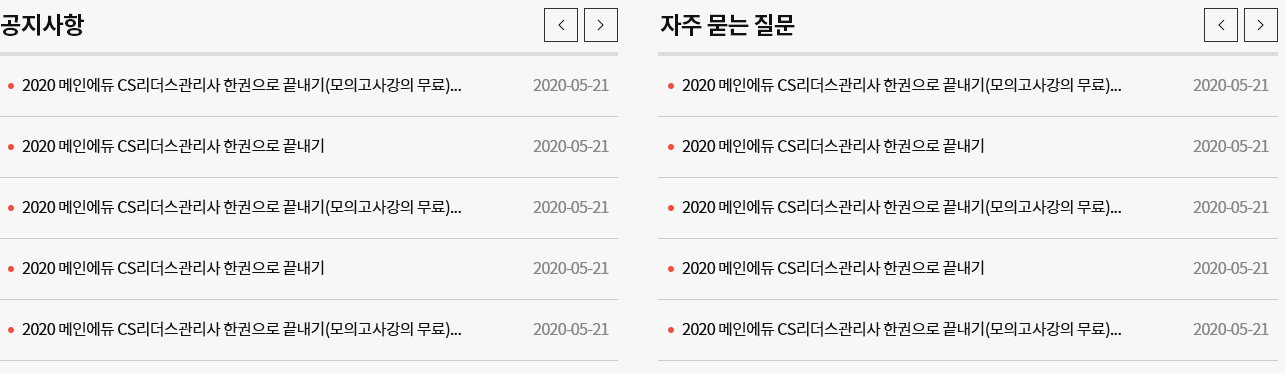 공지사항
2020 메인에듀 CS리더스관리사 한권으로 끝내기(모의고사강의 무료)... 2020-05-21
2020 메인에듀 CS리더스관리사 한권으로 끝내기 2020-05-21
2020 메인에듀 CS리더스관리사 한권으로 끝내기(모의고사강의 무료)... 2020-05-21
2020 메인에듀 CS리더스관리사 한권으로 끝내기 2020-05-21
2020 메인에듀 CS리더스관리사 한권으로 끝내기(모의고사강의 무료)... 2020-05-21
자주 묻는 질문
2020 메인에듀 CS리더스관리사 한권으로 끝내기(모의고사강의 무료)... 2020-05-21
2020 메인에듀 CS리더스관리사 한권으로 끝내기 2020-05-21
2020 메인에듀 CS리더스관리사 한권으로 끝내기(모의고사강의 무료)... 2020-05-21
2020 메인에듀 CS리더스관리사 한권으로 끝내기 2020-05-21
2020 메인에듀 CS리더스관리사 한권으로 끝내기(모의고사강의 무료)... 2020-05-21